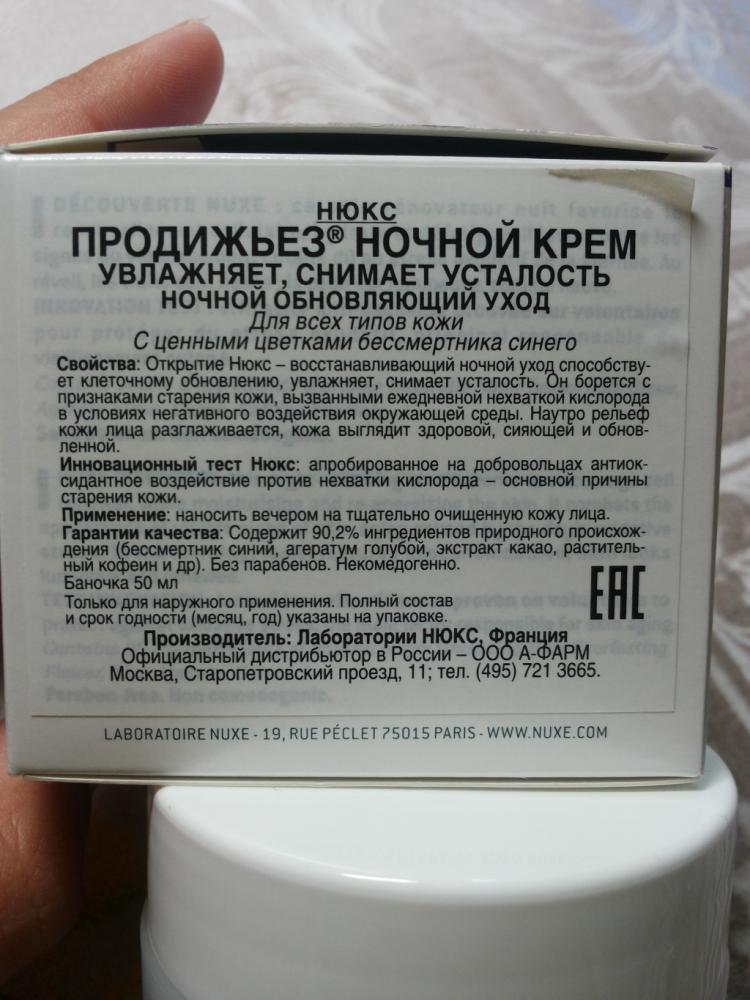 НЮКС
ПРОДИЖЬЕЗ® НОЧНОЙ КРЕМ
УВЛАЖНЯЕТ, СНИМАЕТ УСТАЛОСТЬ
НОЧНОЙ ОБНОВЛЯЮЩИЙ УХОД
Для всех типов кожи
С ценными цветками бессмертника синего
Свойства: Открытие Нюкс – восстанавливающий ночной уход способству-
ет клеточному обновлению, увлажняет, снимает усталость. Он борется с
признаками старения кожи, вызванными ежедневной нехваткой кислорода
в условиях негативного воздействия окружающей среды. Наутро рельеф
кожи лица разглаживается, кожа выглядит здоровой, сияющей и обнов-
ленной.
Инновационный тест Нюкс: апробированное на добровольцах антиок-
сидантное воздействие против нехватки кислорода – основной причины
старения кожи.
Применение: наносить вечером на тщательно очищенную кожу лица.
Гарантии качества: Содержит 90,2% ингредиентов природного происхож-
дения (бессмертник синий, агератум голубой, экстракт какао, раститель-
ный кофеин и др). Без парабенов. Некомедогенно.
Баночка 50 мл
Только для наружного применения. Полный состав
и срок годности (месяц, год) указаны на упаковке.
EAC
Производитель: Лаборатории НЮКС, Франция
Официальный дистрибьютор в России – ООО А-ФАРМ
Москва, Старопетровский проезд, 11; тел. (495) 721 3665.
LABORATOIRE NUXE - 19, RUE PÉCLET 75015 PARIS - WWW.NUXE.COM